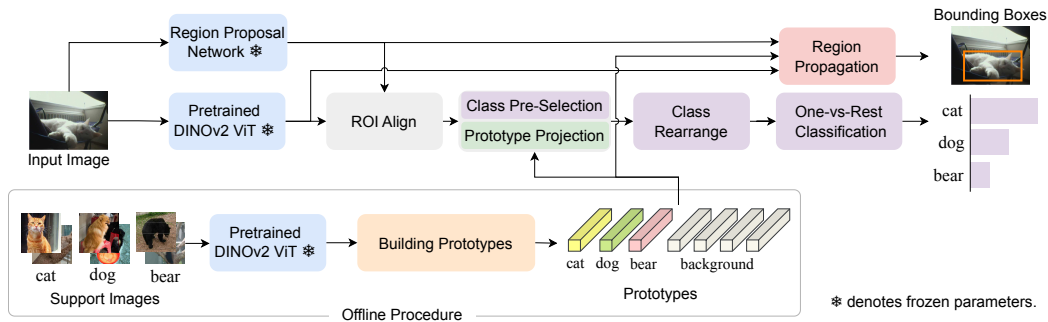 Bounding Boxes
Region Proposal
Network ❄
Region
Propagation
Pretrained
DINOv2 ViT ❄
ROI Align
Class Pre-Selection
Prototype Projection
Class
Rearrange
One-vs-Rest
Classification
cat
dog
bear
Input Image
Pretrained
DINOv2 ViT ❄
Building Prototypes
cat dog bear background
cat dog bear
Support Images
Prototypes
Offline Procedure
❄ denotes frozen parameters.